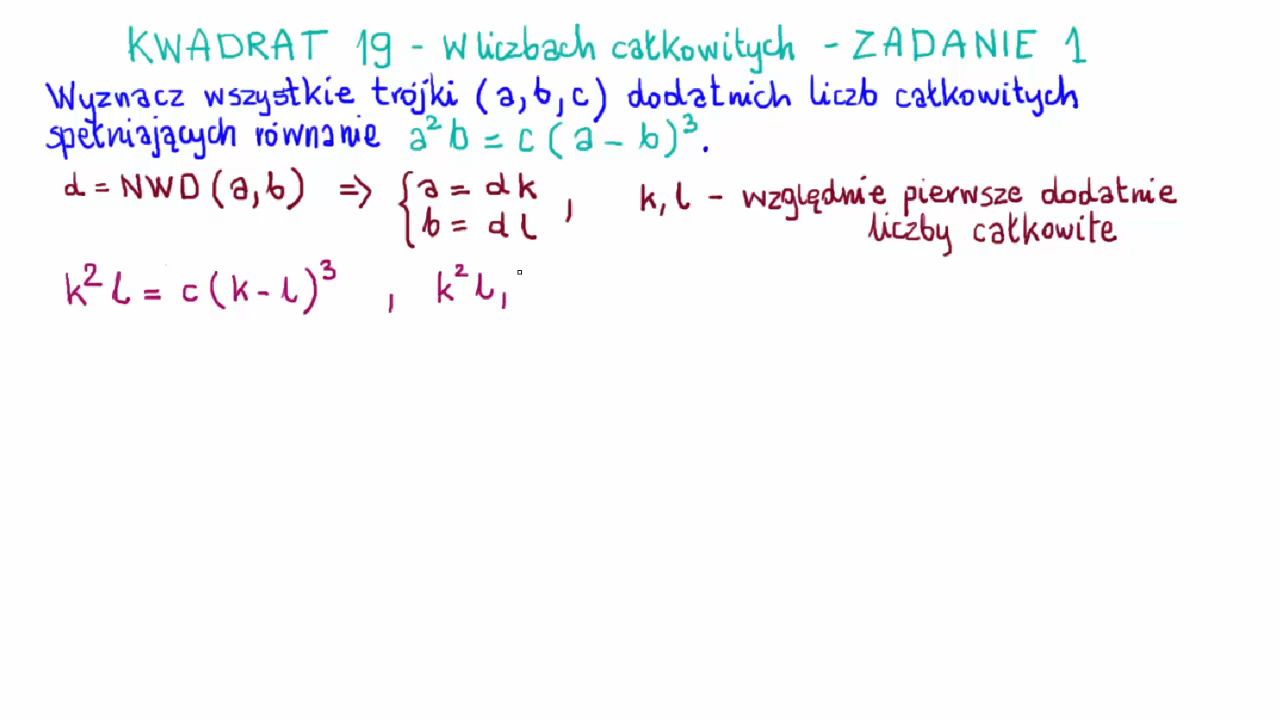 KWADRAT 19 - W liczbach całkowitych - ZADANIE 1
Wyznacz wszystkie trójki (a, b, c) dodatnich liczb całkowitych
spełniających równanie a²b = c(a - b)³.
d = NWD(a, b) => { a = dk
b = dl , k, l - względnie pierwsze dodatnie
liczby całkowite
k²l = c(k - l)³ , k²l,